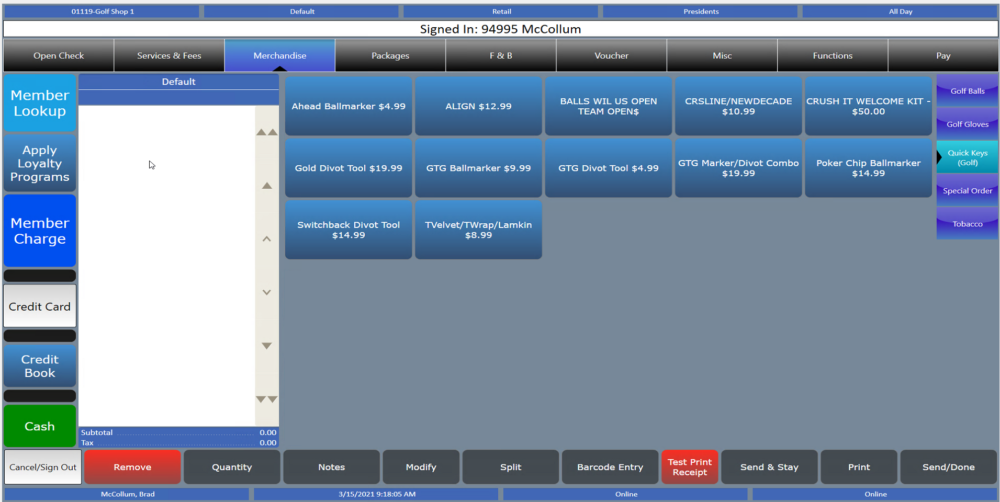 01119-Golf Shop 1
Default
Retail
Presidents
All Day
Signed In: 94995 McCollum
Open Check
Services & Fees
Merchandise
Packages
F & B
Voucher
Misc
Functions
Pay
Member
Lookup
Apply
Loyalty
Programs
Member
Charge
Credit Card
Credit
Book
Cash
Default
Subtotal 0.00
Tax 0.00
Ahead Ballmarker $4.99
ALIGN $12.99
BALLS WIL US OPEN
TEAM OPEN$
CRSLINE/NEWDECADE
$10.99
CRUSH IT WELCOME KIT -
$50.00
Gold Divot Tool $19.99
GTG Ballmarker $9.99
GTG Divot Tool $4.99
GTG Marker/Divot Combo
$19.99
Poker Chip Ballmarker
$14.99
Switchback Divot Tool
$14.99
TVelvet/TWrap/Lamkin
$8.99
Golf Balls
Golf Gloves
Quick Keys
(Golf)
Special Order
Tobacco
Cancel/Sign Out
Remove
Quantity
Notes
Modify
Split
Barcode Entry
Test Print
Receipt
Send & Stay
Print
Send/Done
McCollum, Brad
3/15/2021 9:18:05 AM
Online
Online